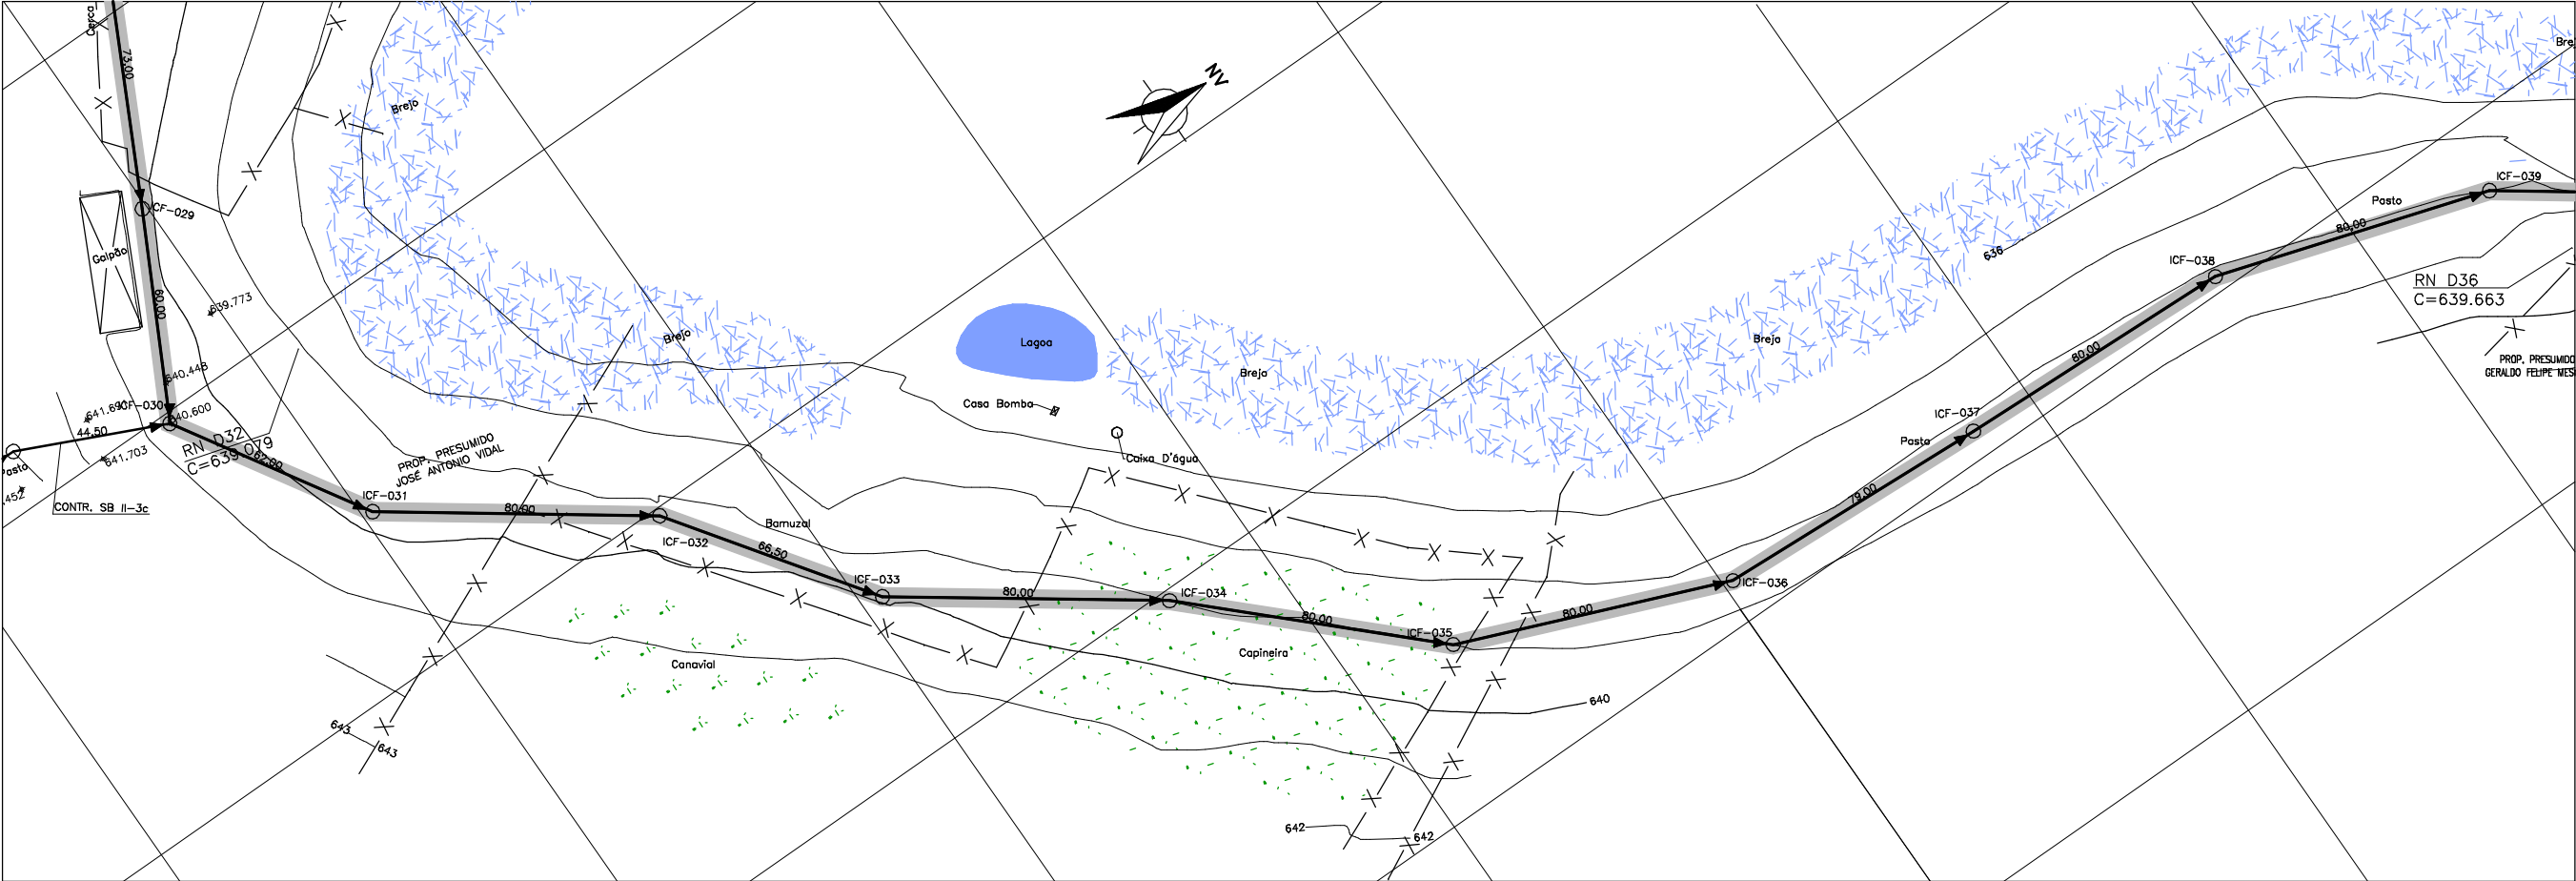 Cerca
73.00
Brejo
NV
Bre
ICF-039
Pasto
80.00
CF-029
Galpão
60.00
639.773
636
ICF-038
RN D36
C=639.663
Brejo
Lagoa
Brejo
Brejo
80.00
PROP. PRESUMIDO
GERALDO FELIPE
640.448
ICF-030
640.600
44.50
641.703
Pasto
.452
CONTR. SB II-3c
RN D32
C=639.079
62.00
PROP. PRESUMIDO
JOSÉ ANTONIO VIDAL
Casa Bomba
Caixa D'água
ICF-037
Pasto
79.00
ICF-031
80.00
ICF-032
Bamuzal
66.50
ICF-033
80.00
ICF-034
80.00
ICF-035
80.00
ICF-036
Canavial
Capineira
640
643
643
642
642